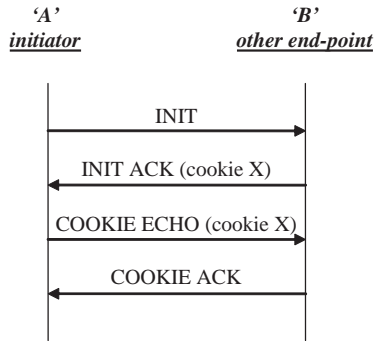 ‘A’ ‘B’
initiator other end-point
INIT
INIT ACK (cookie X)
COOKIE ECHO (cookie X)
COOKIE ACK